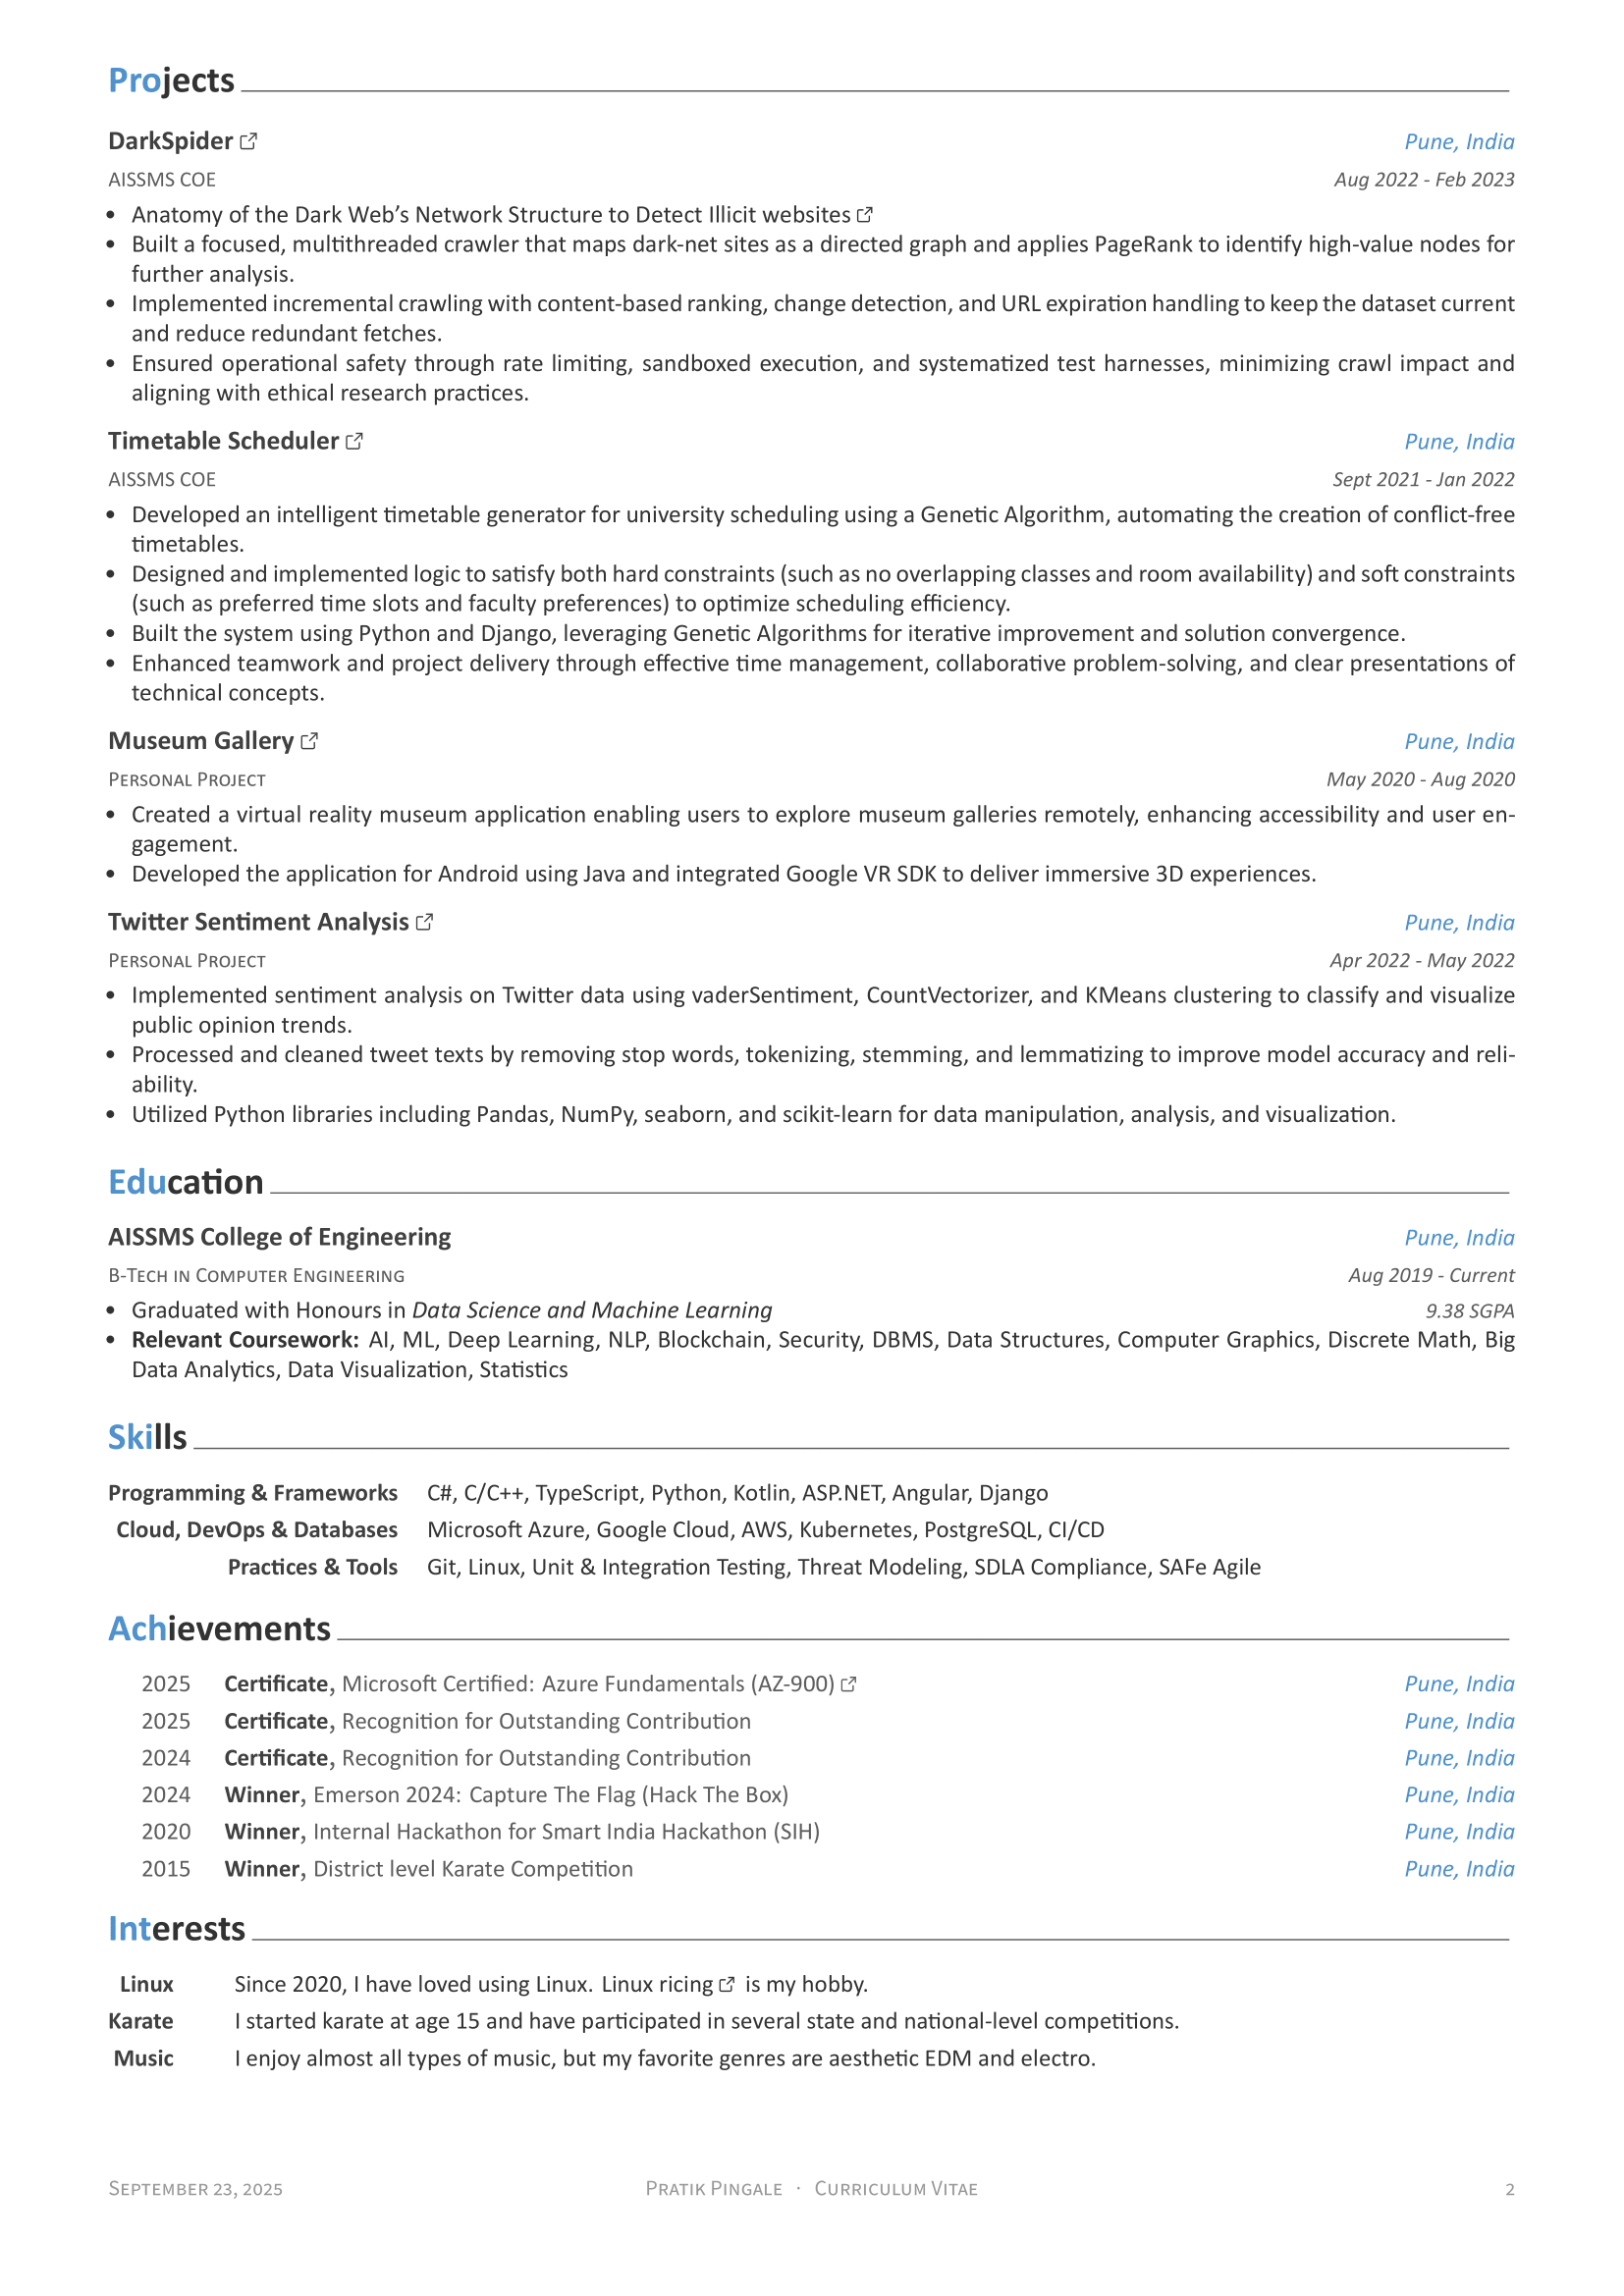 Projects
DarkSpider Pune, India
AISSMS COE Aug 2022 - Feb 2023
• Anatomy of the Dark Web’s Network Structure to Detect Illicit websites
• Built a focused, multithreaded crawler that maps dark-net sites as a directed graph and applies PageRank to identify high-value nodes for
further analysis.
• Implemented incremental crawling with content-based ranking, change detection, and URL expiration handling to keep the dataset current
and reduce redundant fetches.
• Ensured operational safety through rate limiting, sandboxed execution, and systematized test harnesses, minimizing crawl impact and
aligning with ethical research practices.
Timetable Scheduler Pune, India
AISSMS COE Sept 2021 - Jan 2022
• Developed an intelligent timetable generator for university scheduling using a Genetic Algorithm, automating the creation of conflict-free
timetables.
• Designed and implemented logic to satisfy both hard constraints (such as no overlapping classes and room availability) and soft constraints
(such as preferred time slots and faculty preferences) to optimize scheduling efficiency.
• Built the system using Python and Django, leveraging Genetic Algorithms for iterative improvement and solution convergence.
• Enhanced teamwork and project delivery through effective time management, collaborative problem-solving, and clear presentations of
technical concepts.
Museum Gallery Pune, India
Personal Project May 2020 - Aug 2020
• Created a virtual reality museum application enabling users to explore museum galleries remotely, enhancing accessibility and user en-
gagement.
• Developed the application for Android using Java and integrated Google VR SDK to deliver immersive 3D experiences.
Twitter Sentiment Analysis Pune, India
Personal Project Apr 2022 - May 2022
• Implemented sentiment analysis on Twitter data using vaderSentiment, CountVectorizer, and KMeans clustering to classify and visualize
public opinion trends.
• Processed and cleaned tweet texts by removing stop words, tokenizing, stemming, and lemmatizing to improve model accuracy and reli-
ability.
• Utilized Python libraries including Pandas, NumPy, seaborn, and scikit-learn for data manipulation, analysis, and visualization.
Education
AISSMS College of Engineering Pune, India
B-Tech in Computer Engineering Aug 2019 - Current
• Graduated with Honours in Data Science and Machine Learning 9.38 SGPA
• Relevant Coursework: AI, ML, Deep Learning, NLP, Blockchain, Security, DBMS, Data Structures, Computer Graphics, Discrete Math, Big
Data Analytics, Data Visualization, Statistics
Skills
Programming & Frameworks C#, C/C++, TypeScript, Python, Kotlin, ASP.NET, Angular, Django
Cloud, DevOps & Databases Microsoft Azure, Google Cloud, AWS, Kubernetes, PostgreSQL, CI/CD
Practices & Tools Git, Linux, Unit & Integration Testing, Threat Modeling, SDLA Compliance, SAFe Agile
Achievements
2025 Certificate, Microsoft Certified: Azure Fundamentals (AZ-900) Pune, India
2025 Certificate, Recognition for Outstanding Contribution Pune, India
2024 Certificate, Recognition for Outstanding Contribution Pune, India
2024 Winner, Emerson 2024: Capture The Flag (Hack The Box) Pune, India
2020 Winner, Internal Hackathon for Smart India Hackathon (SIH) Pune, India
2015 Winner, District level Karate Competition Pune, India
Interests
Linux Since 2020, I have loved using Linux. Linux ricing is my hobby.
Karate I started karate at age 15 and have participated in several state and national-level competitions.
Music I enjoy almost all types of music, but my favorite genres are aesthetic EDM and electro.
September 23, 2025 Pratik Pingale · Curriculum Vitae 2